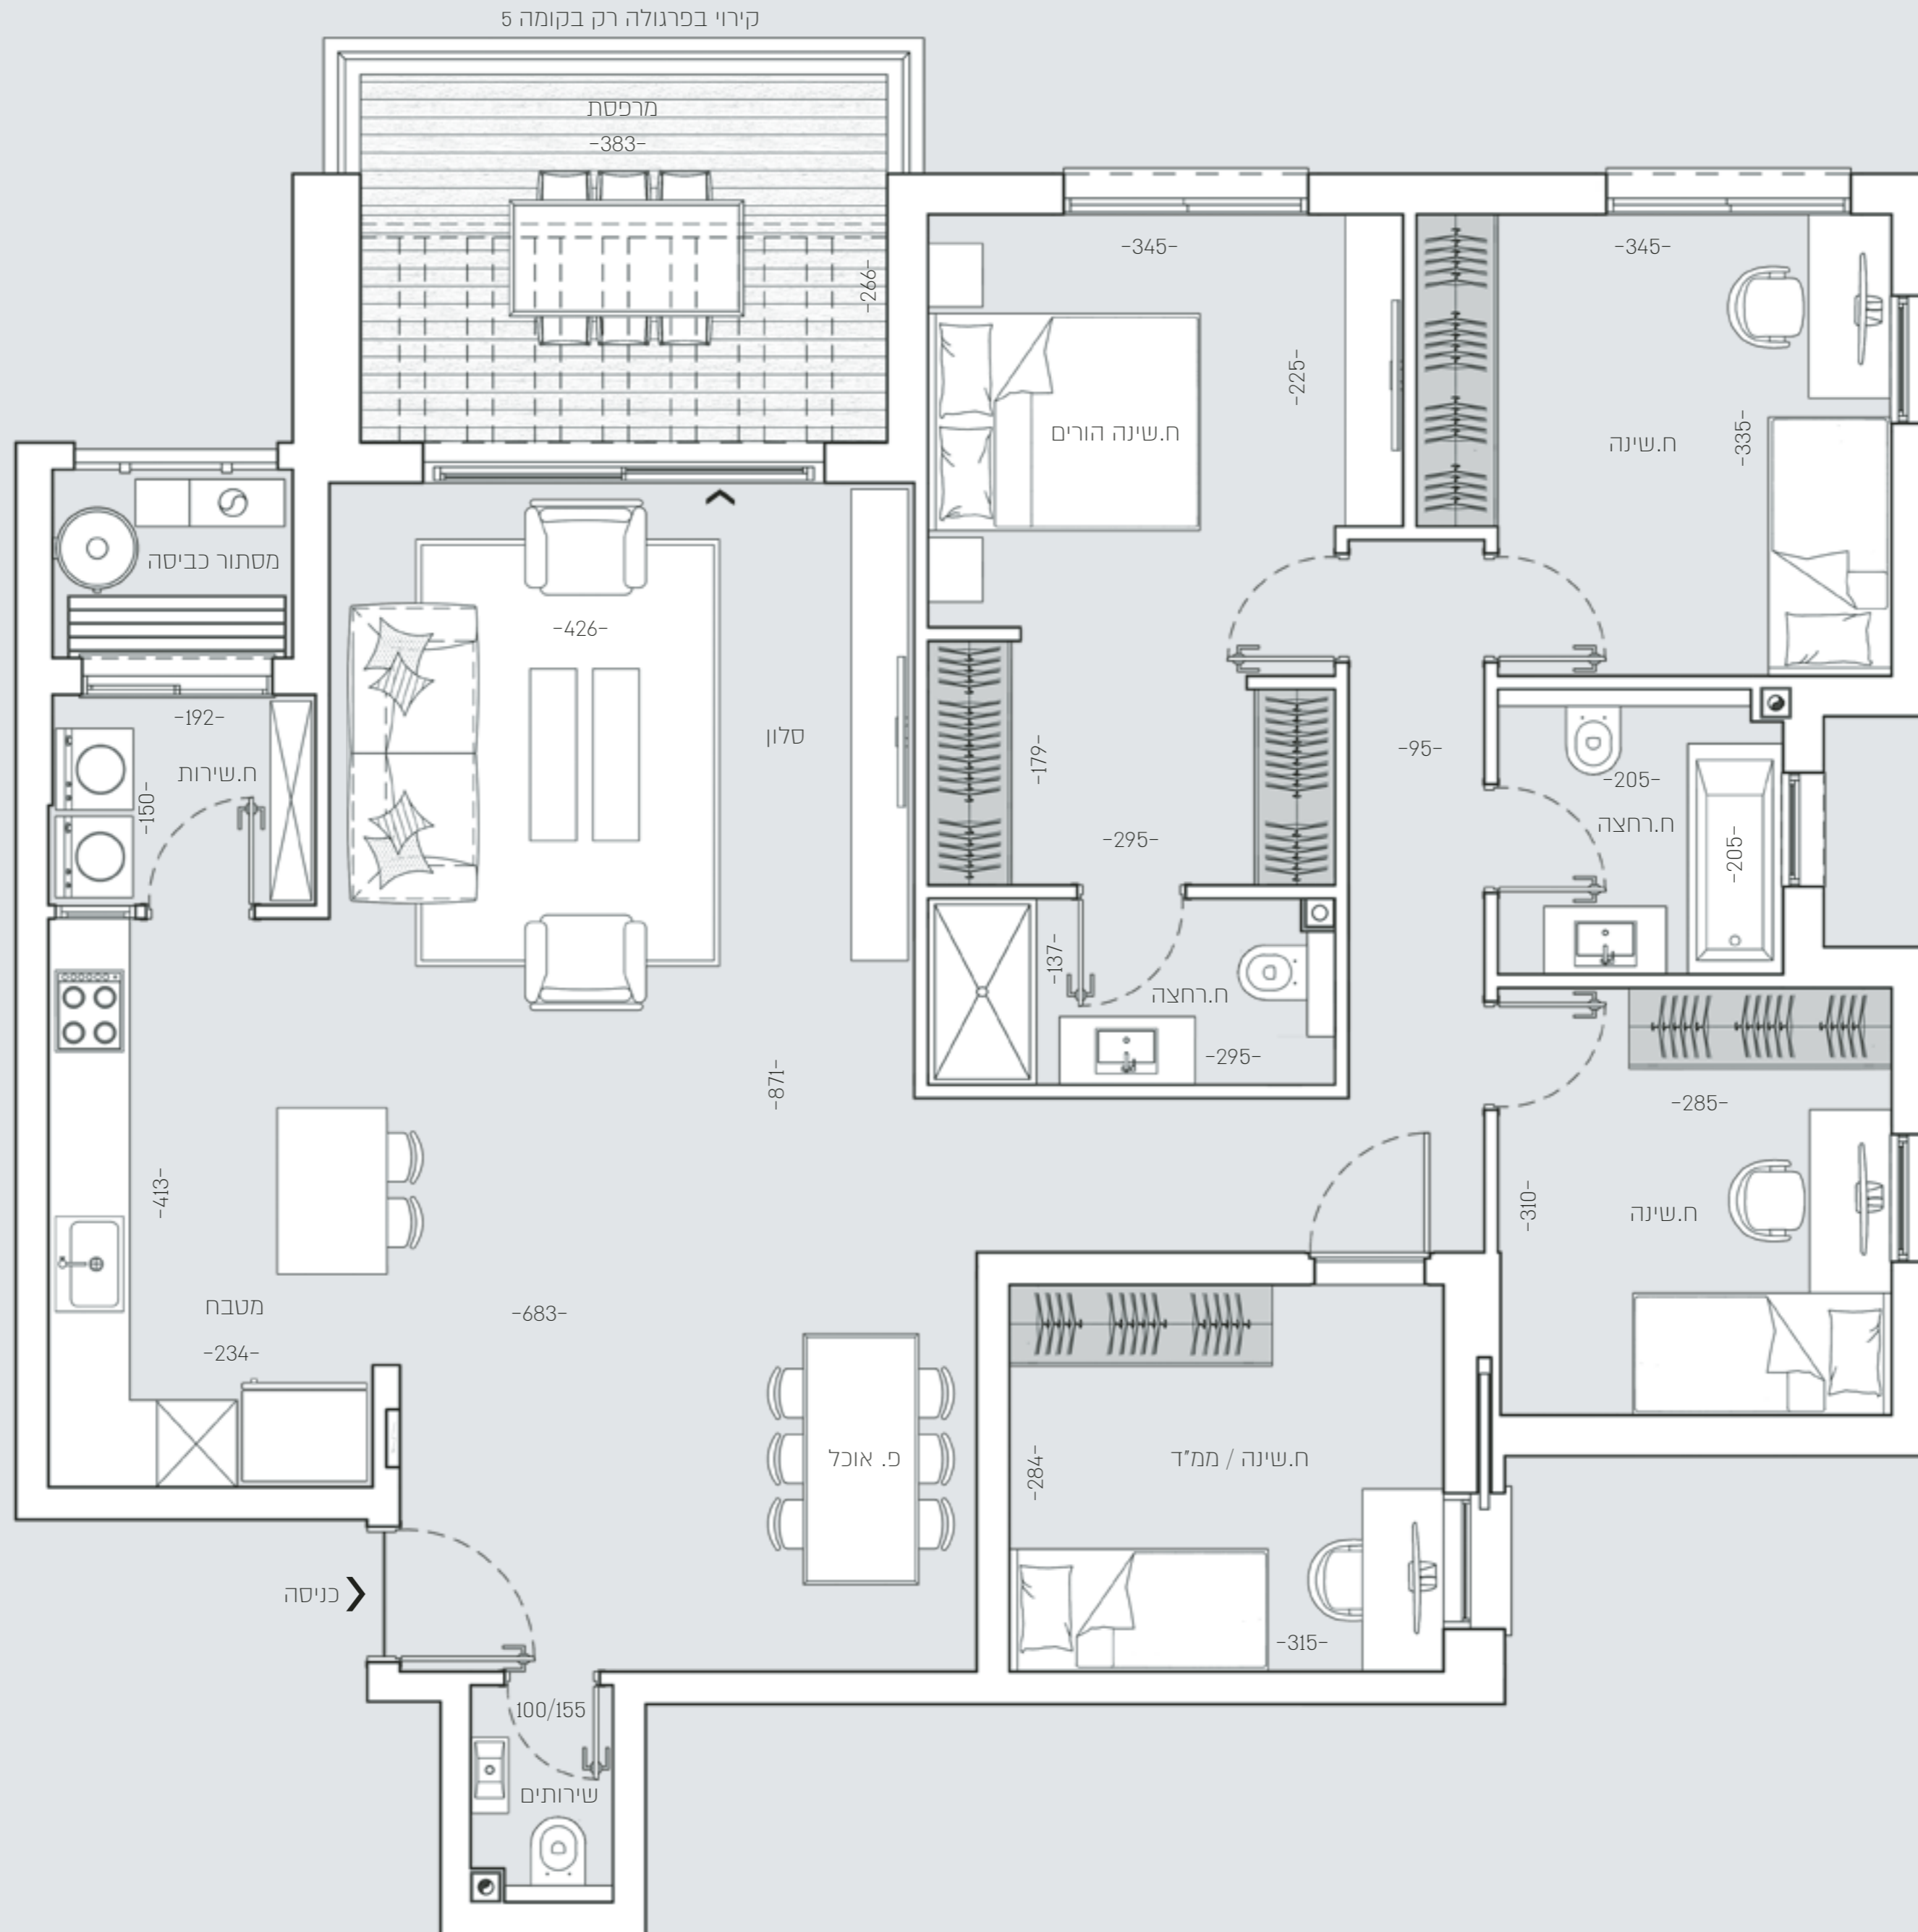 קירוי בפרגולה רק בקומה 5
מרפסת
-383-
-266-
-345-
-345-
-225-
ח.שינה הורים
ח.שינה
-335-
מסתור כביסה
-426-
-192-
ח.שירות
-150-
סלון
-179-
-295-
-95-
-205-
ח.רחצה
-205-
-137-
ח.רחצה
-295-
-871-
-285-
-413-
-310-
ח.שינה
מטבח
-234-
-683-
פ. אוכל
-284-
ח.שינה / ממ"ד
-315-
כניסה
100/155
שירותים